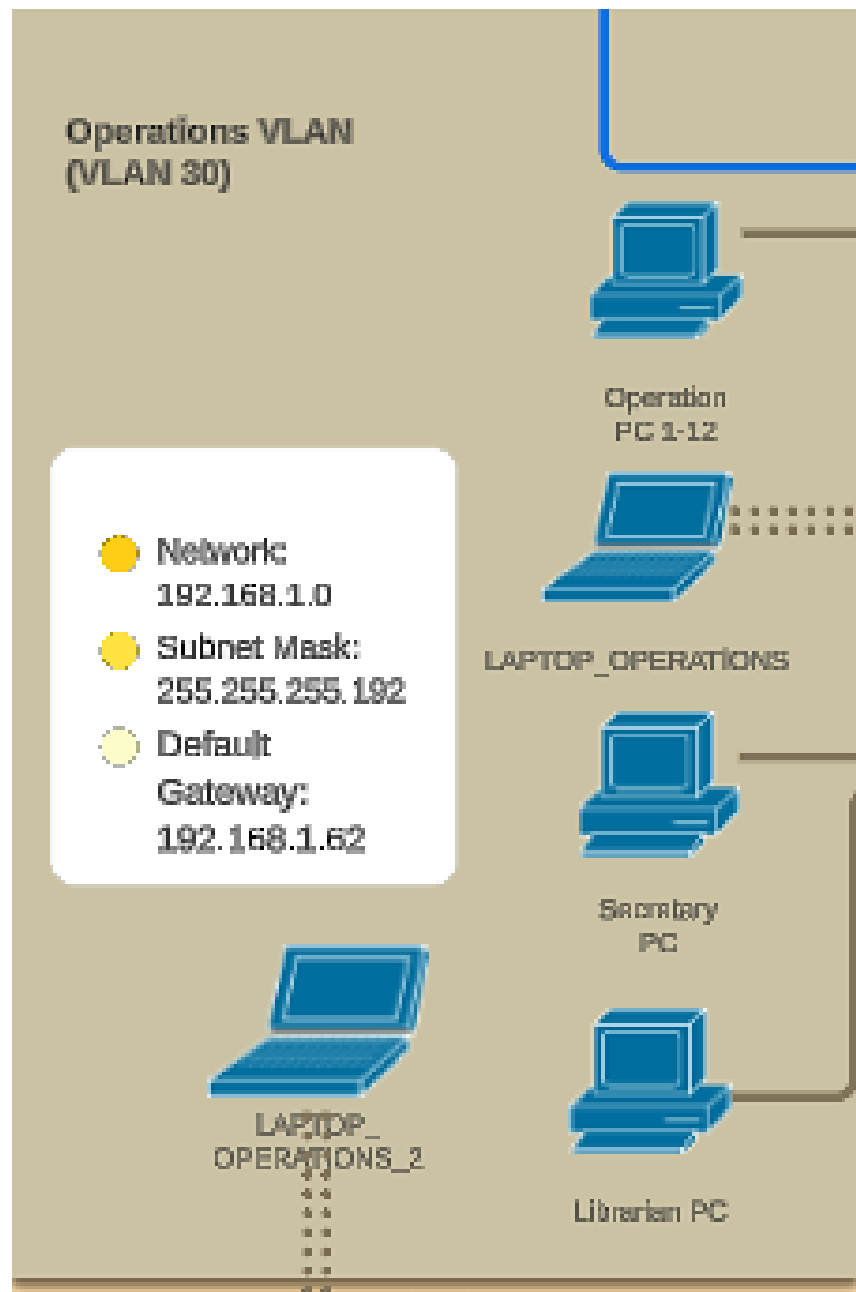 Operations VLAN
(VLAN 30)
Operation
PC 1-12
Network:
192.168.1.0
Subnet Mask:
255.255.255.192
Default
Gateway:
192.168.1.62
LAPTOP_OPERATIONS
Secretary
PC
LAPTOP_
OPERATIONS_2
Librarian PC